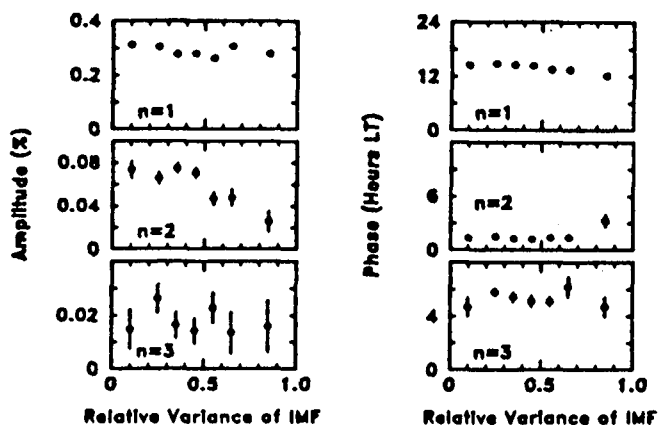 Amplitude (%)
0.4
0.2
0
n=1
0.08
0.04
0
n=2
0.02
0
n=3
0
0.5
1.0
Relative Variance of IMF
Phase (Hours LT)
24
12
0
n=1
6
0
n=2
4
0
n=3
0
0.5
1.0
Relative Variance of IMF